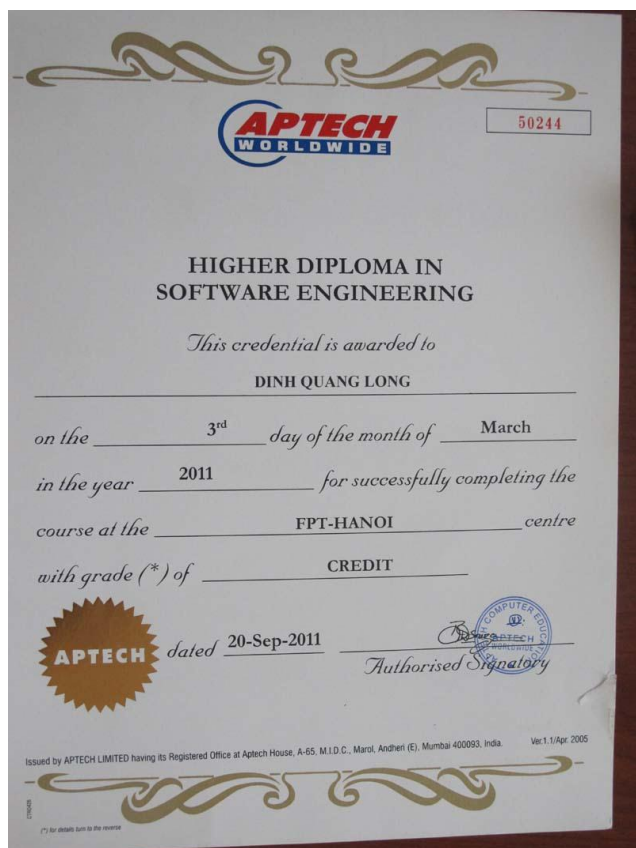 APTECH
WORLDWIDE
50244
HIGHER DIPLOMA IN
SOFTWARE ENGINEERING
This credential is awarded to
DINH QUANG LONG
on the 3rd day of the month of March
in the year 2011 for successfully completing the
course at the FPT-HANOI centre
with grade (*) of CREDIT
APTECH dated 20-Sep-2011
COMPUTER EDUCATION
APTECH
WORLDWIDE
Authorised Signatory
Issued by APTECH LIMITED having its Registered Office at Aptech House, A-65, M.I.D.C., Marol, Andheri (E), Mumbai 400093, India. Ver.1.1/Apr. 2005
(*) for details turn to the reverse